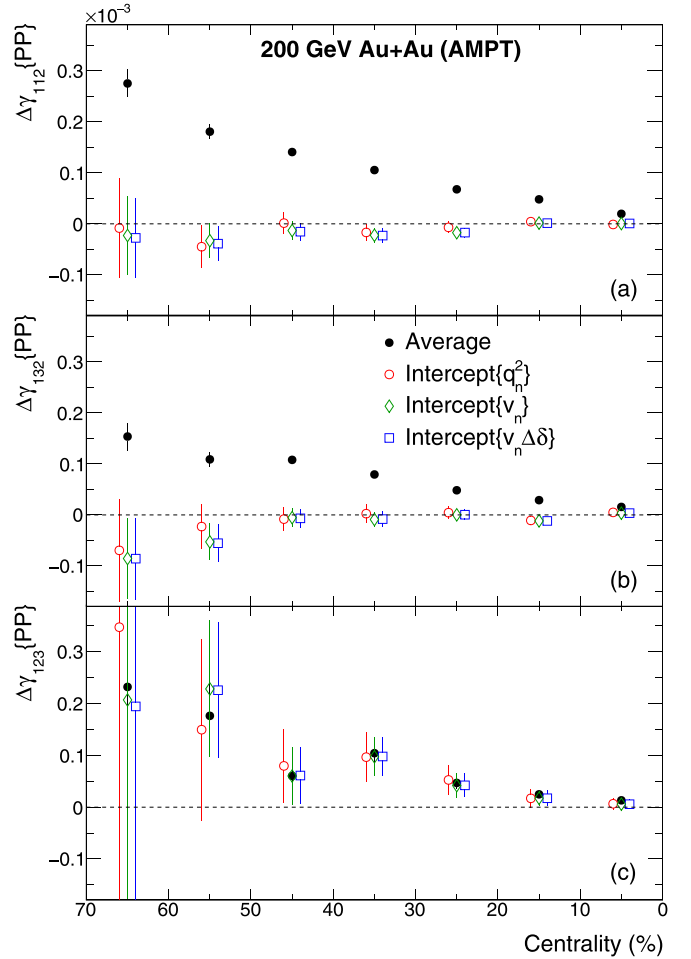 ×10⁻³
200 GeV Au+Au (AMPT)
Δγ₁₁₂{PP}
0.3
0.2
0.1
0
−0.1
(a)
Δγ₁₃₂{PP}
0.3
0.2
0.1
0
−0.1
Average
Intercept{q²ₙ}
Intercept{vₙ}
Intercept{vₙΔδ}
(b)
Δγ₁₂₃{PP}
0.3
0.2
0.1
0
−0.1
(c)
70 60 50 40 30 20 10 0
Centrality (%)